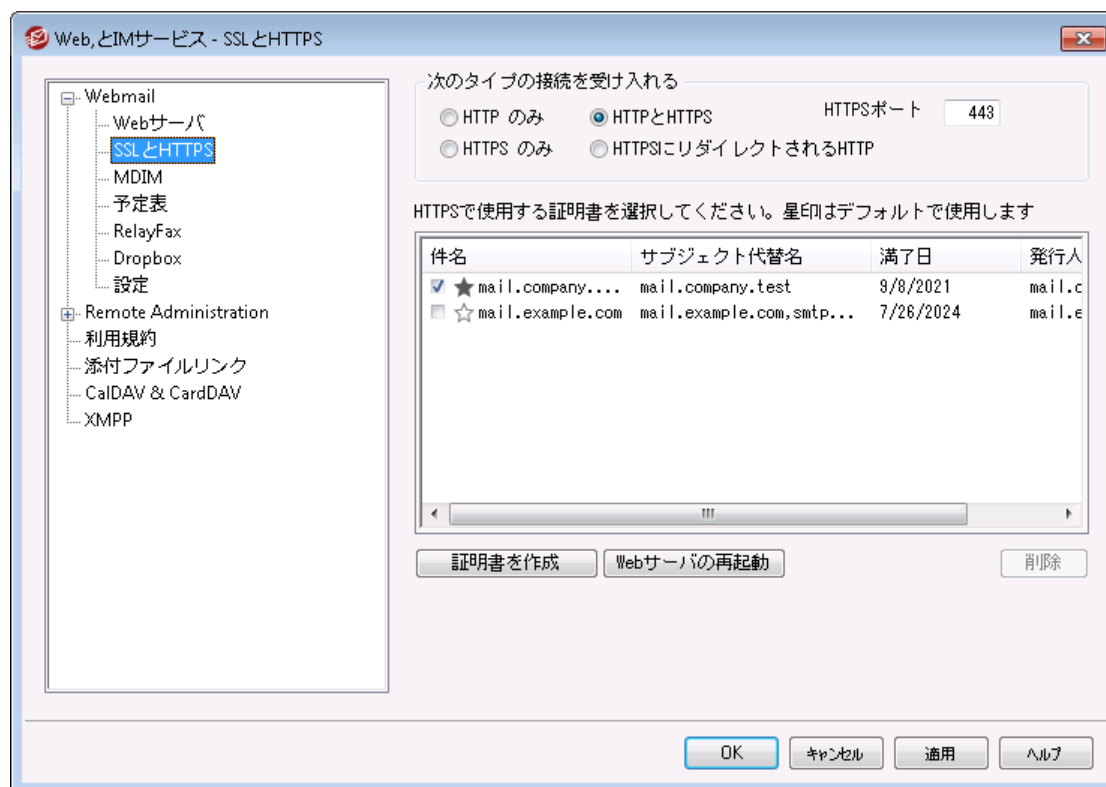 Web,とIMサービス - SSLとHTTPS
Webmail
Webサーバ
SSLとHTTPS
MDIM
予定表
RelayFax
Dropbox
設定
Remote Administration
利用規約
添付ファイルリンク
CalDAV & CardDAV
XMPP
次のタイプの接続を受け入れる
HTTP のみ HTTPとHTTPS HTTPSポート 443
HTTPS のみ HTTPSにリダイレクトされるHTTP
HTTPSで使用する証明書を選択してください。星印はデフォルトで使用します
件名 サブジェクト代替名 満了日 発行人
mail.company.... mail.company.test 9/8/2021 mail.c
mail.example.com mail.example.com,smtp... 7/26/2024 mail.e
証明書を作成 Webサーバの再起動 削除
OK キャンセル 適用 ヘルプ